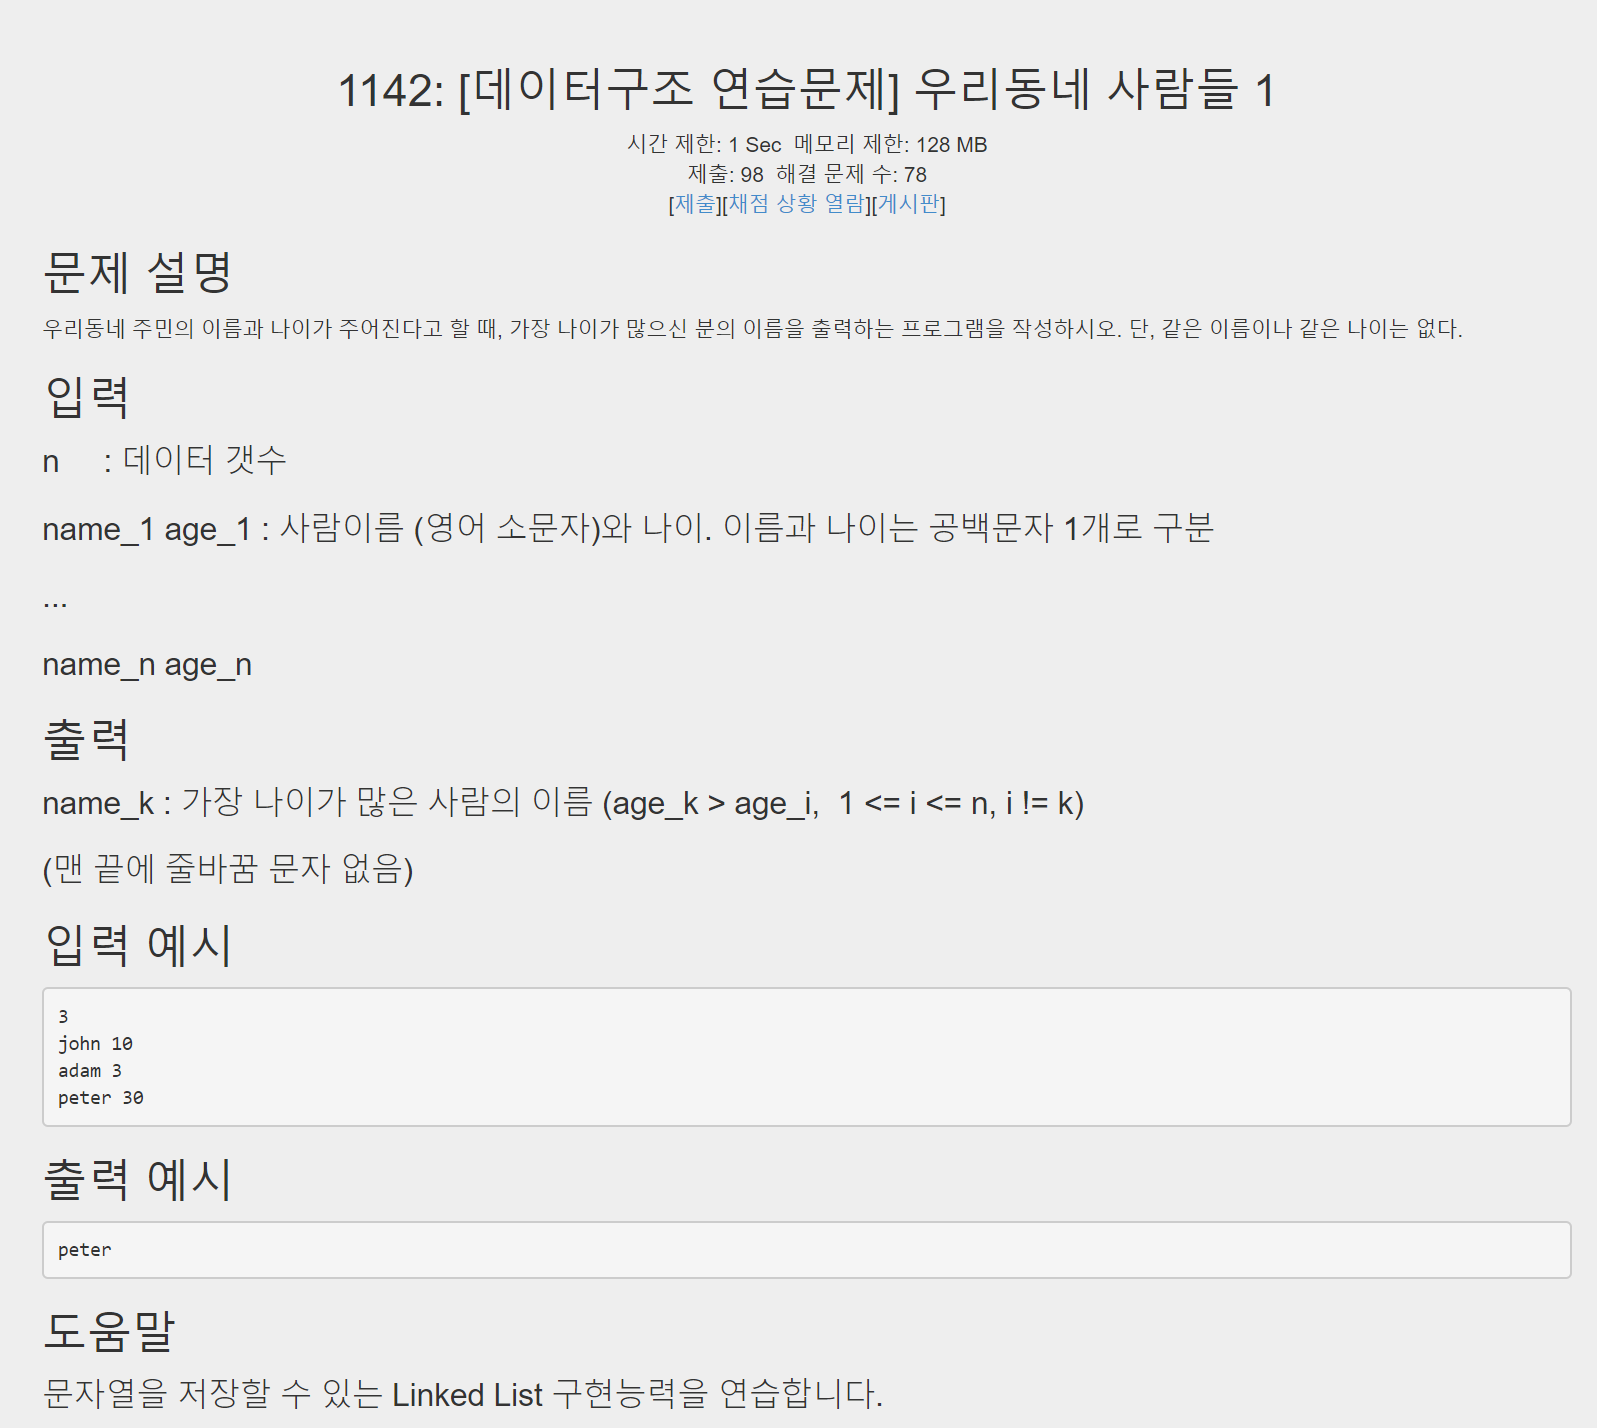 1142: [데이터구조 연습문제] 우리동네 사람들 1
시간 제한: 1 Sec  메모리 제한: 128 MB
제출: 98  해결 문제 수: 78
[제출][채점 상황 열람][게시판]
문제 설명
우리동네 주민의 이름과 나이가 주어진다고 할 때, 가장 나이가 많으신 분의 이름을 출력하는 프로그램을 작성하시오. 단, 같은 이름이나 같은 나이는 없다.
입력
n     : 데이터 갯수
name_1 age_1 : 사람이름 (영어 소문자)와 나이. 이름과 나이는 공백문자 1개로 구분
...
name_n age_n
출력
name_k : 가장 나이가 많은 사람의 이름 (age_k > age_i,  1 <= i <= n, i != k)
(맨 끝에 줄바꿈 문자 없음)
입력 예시
3
john 10
adam 3
peter 30
출력 예시
peter
도움말
문자열을 저장할 수 있는 Linked List 구현능력을 연습합니다.